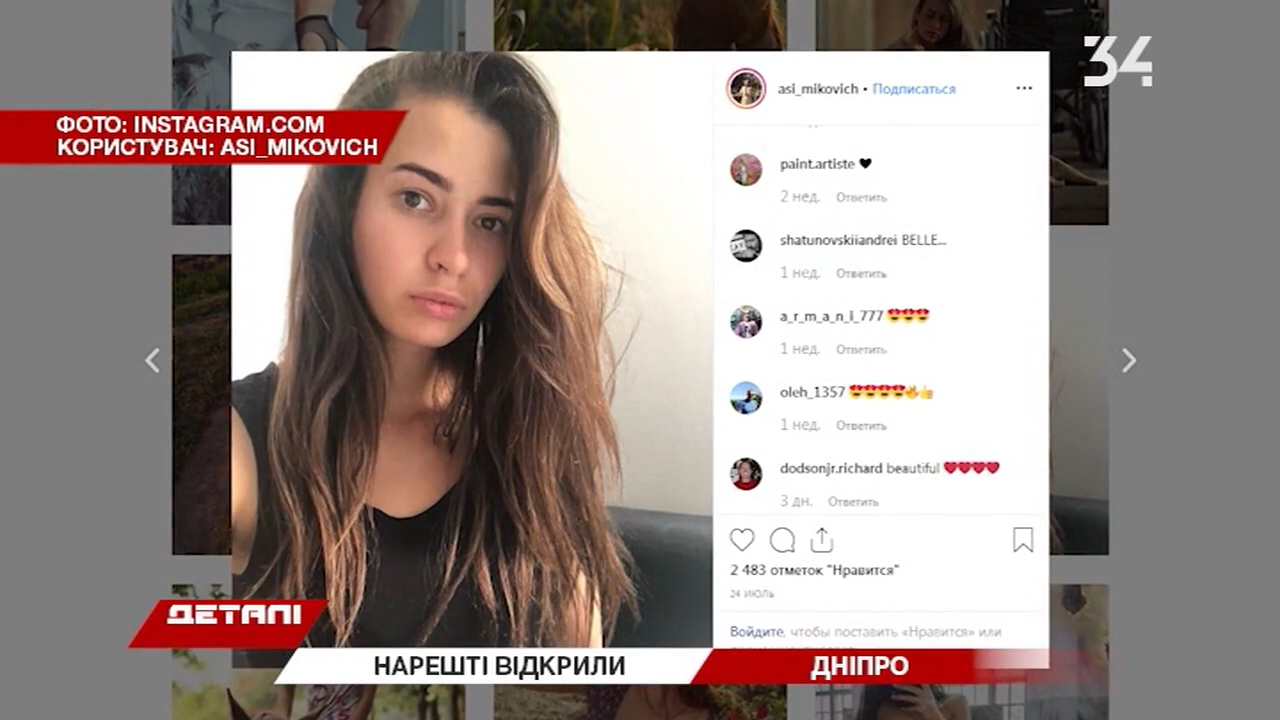 34
ФОТО: INSTAGRAM.COM
КОРИСТУВАЧ: ASI_MIKOVICH
asi_mikovich • Подписаться
paint.artiste 🖤
2 нед. Ответить
shatunovskiiandrei BELLE...
1 нед. Ответить
a_r_m_a_n_i_777 😍😍😍
1 нед. Ответить
oleh_1357 😍😍😍😍🔥👍
1 нед. Ответить
dodsonjr.richard beautiful ❤️❤️❤️❤️
3 дн. Ответить
2 483 отметок "Нравится"
24 ИЮЛЬ
Войдите, чтобы поставить «Нравится» или
ДЕТАЛІ
НАРЕШТІ ВІДКРИЛИ
ДНІПРО